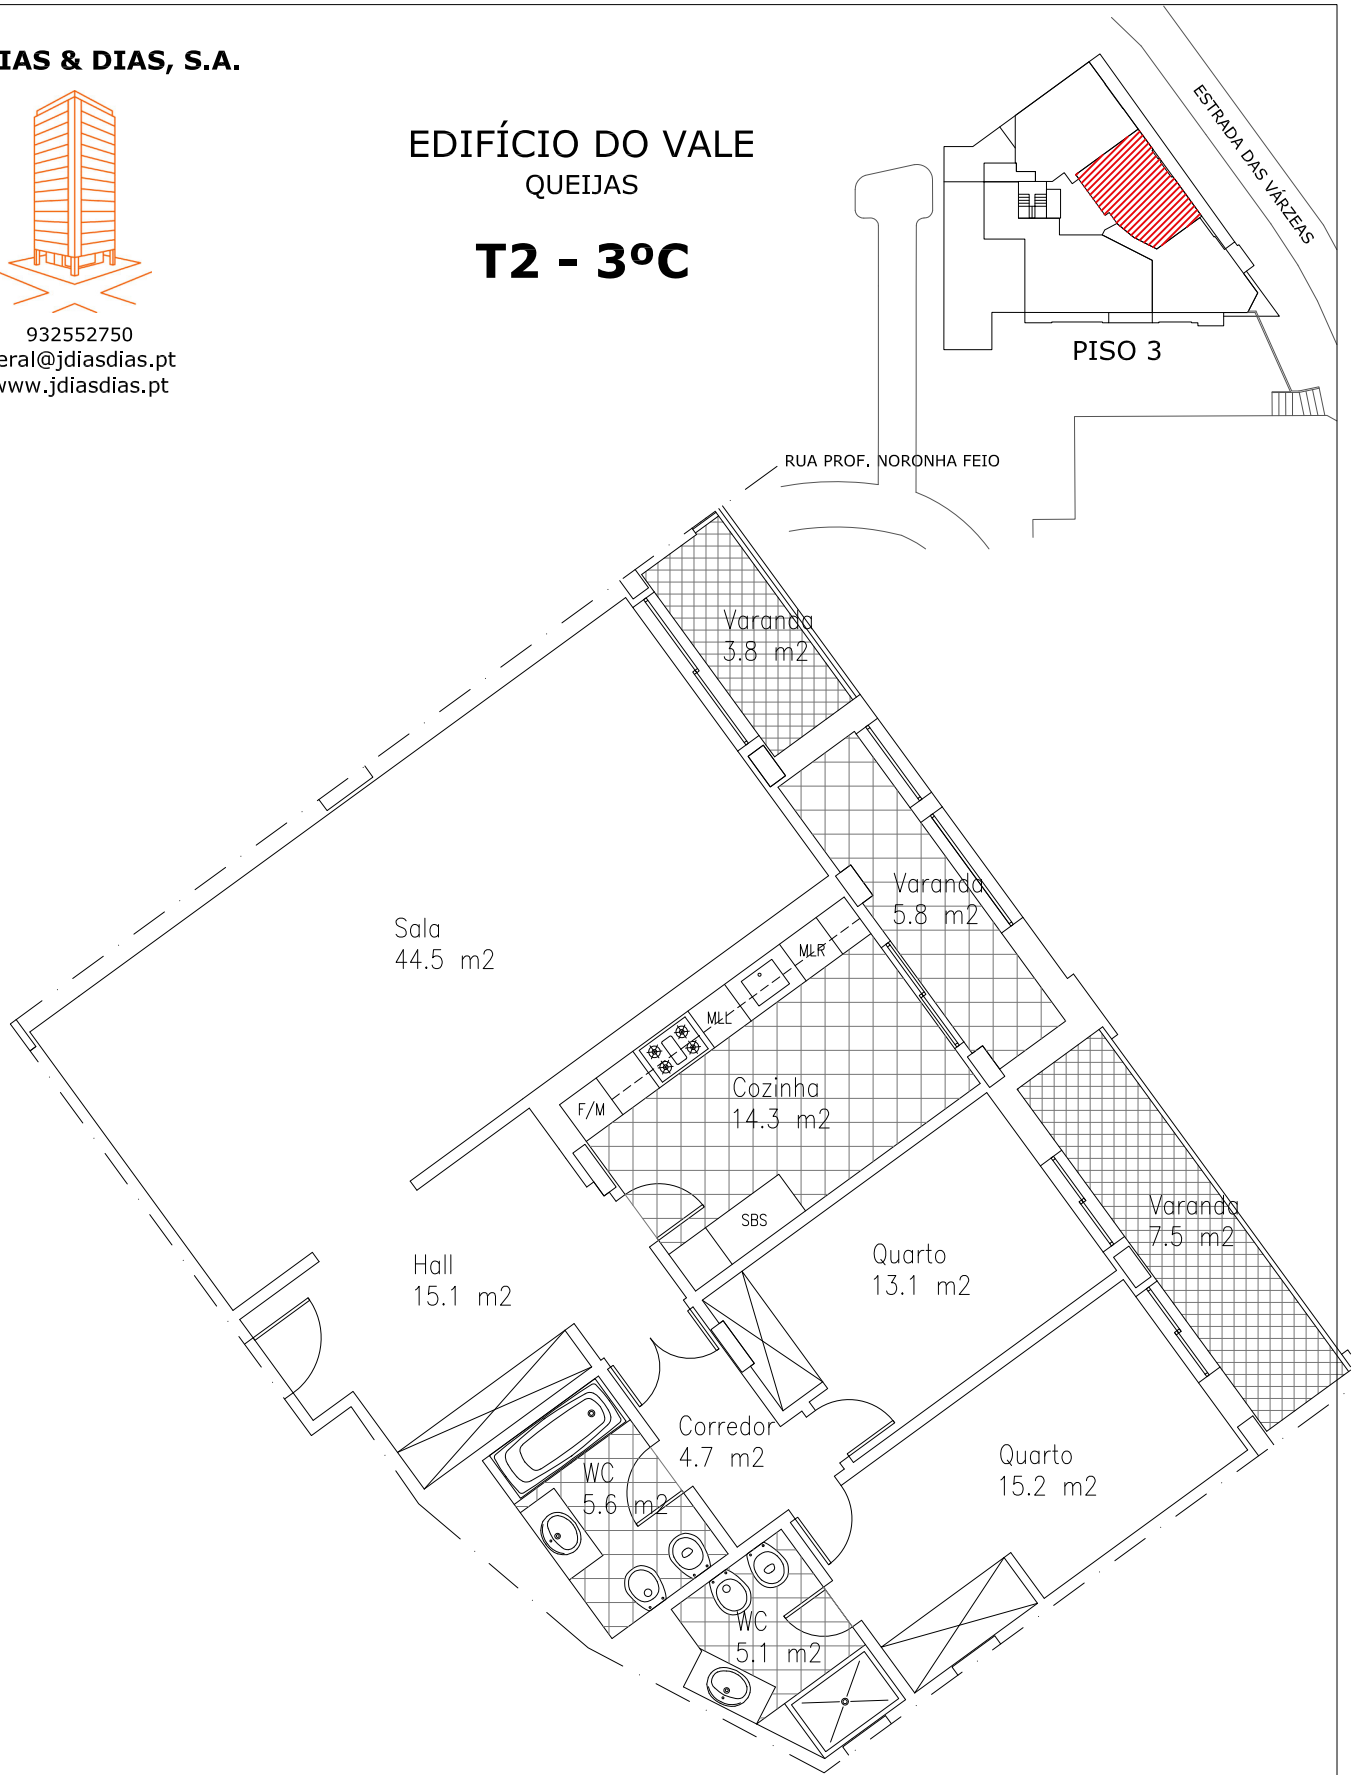 IAS & DIAS, S.A.
932552750
eral@jdiasdias.pt
www.jdiasdias.pt
EDIFÍCIO DO VALE
QUEIJAS
T2 - 3ºC
ESTRADA DAS VÁRZEAS
PISO 3
RUA PROF. NORONHA FEIO
Varanda
3.8 m2
Varanda
5.8 m2
Sala
44.5 m2
MLR
MLL
F/M
Cozinha
14.3 m2
SBS
Varanda
7.5 m2
Hall
15.1 m2
Quarto
13.1 m2
Corredor
4.7 m2
Quarto
15.2 m2
WC
5.6 m2
WC
5.1 m2